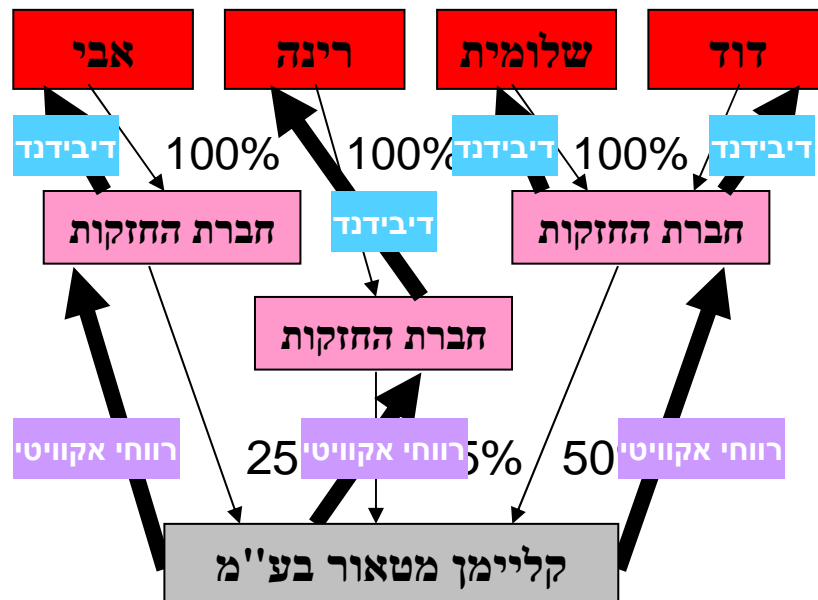 דוד
שלומית
רינה
אבי
דיבידנד
דיבידנד
דיבידנד
100%
100%
100%
חברת החזקות
דיבידנד
חברת החזקות
חברת החזקות
רווחי אקוויטי
רווחי אקוויטי
רווחי אקוויטי
50
5%
25
קליימן מטאור בע''מ